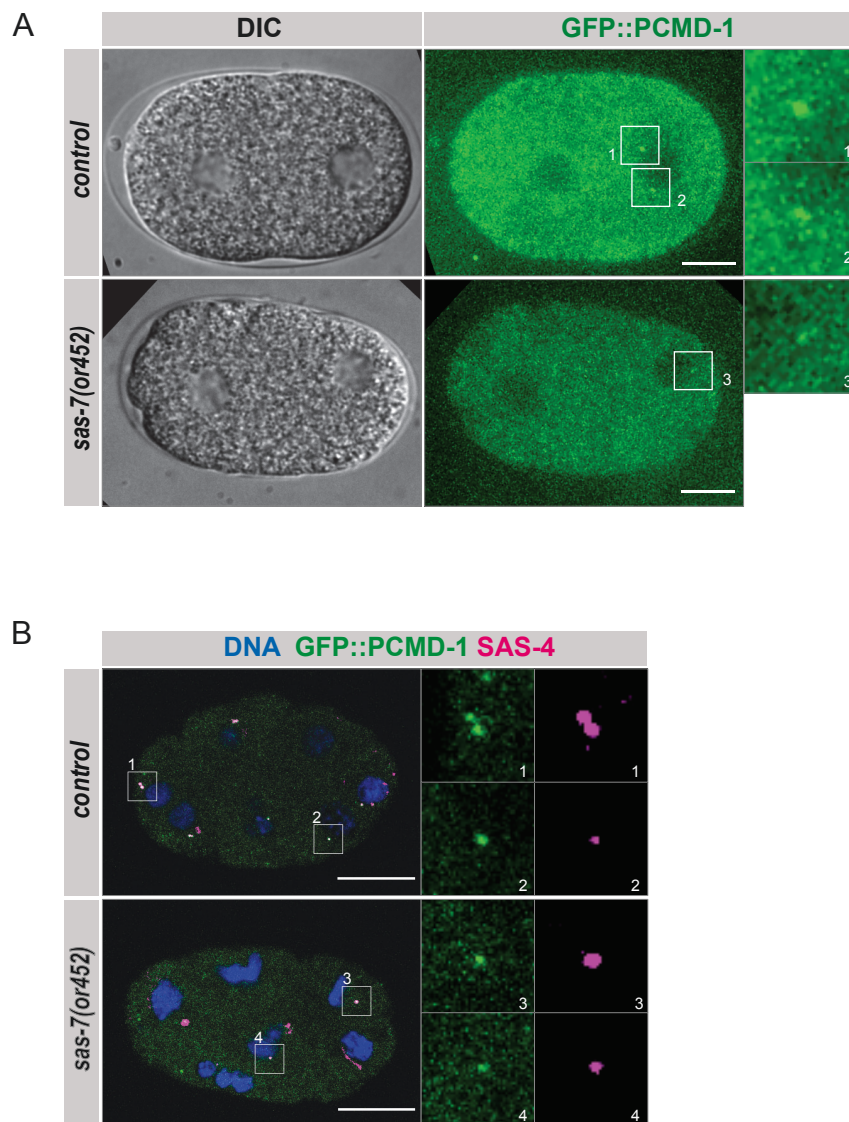 A
DIC
GFP::PCMD-1
control
1
2
1
2
sas-7(or452)
3
3
B
DNA GFP::PCMD-1 SAS-4
control
1
2
1
1
2
2
sas-7(or452)
3
4
3
3
4
4